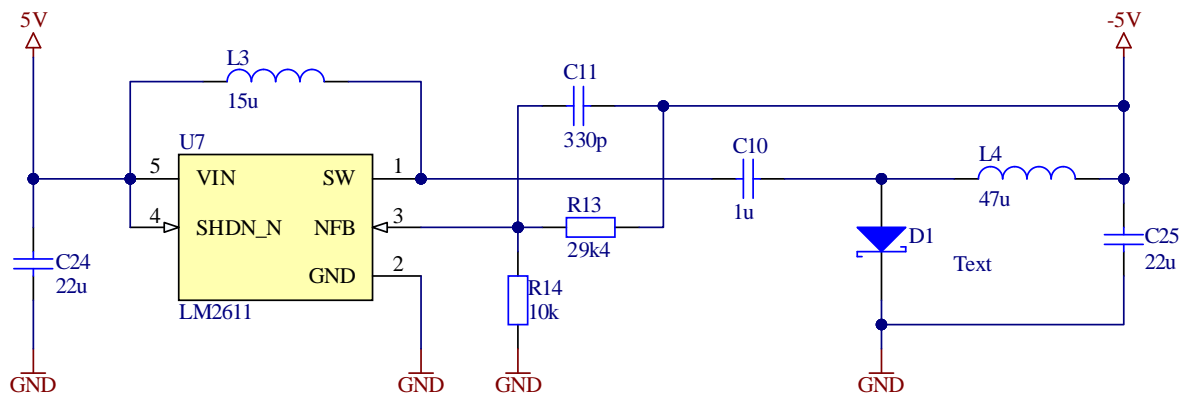 5V
-5V
L3
15u
C11
330p
U7
5
VIN
SW
1
4
SHDN_N
NFB
3
GND
2
LM2611
C10
1u
L4
47u
R13
29k4
D1
Text
C24
22u
R14
10k
C25
22u
GND
GND
GND
GND